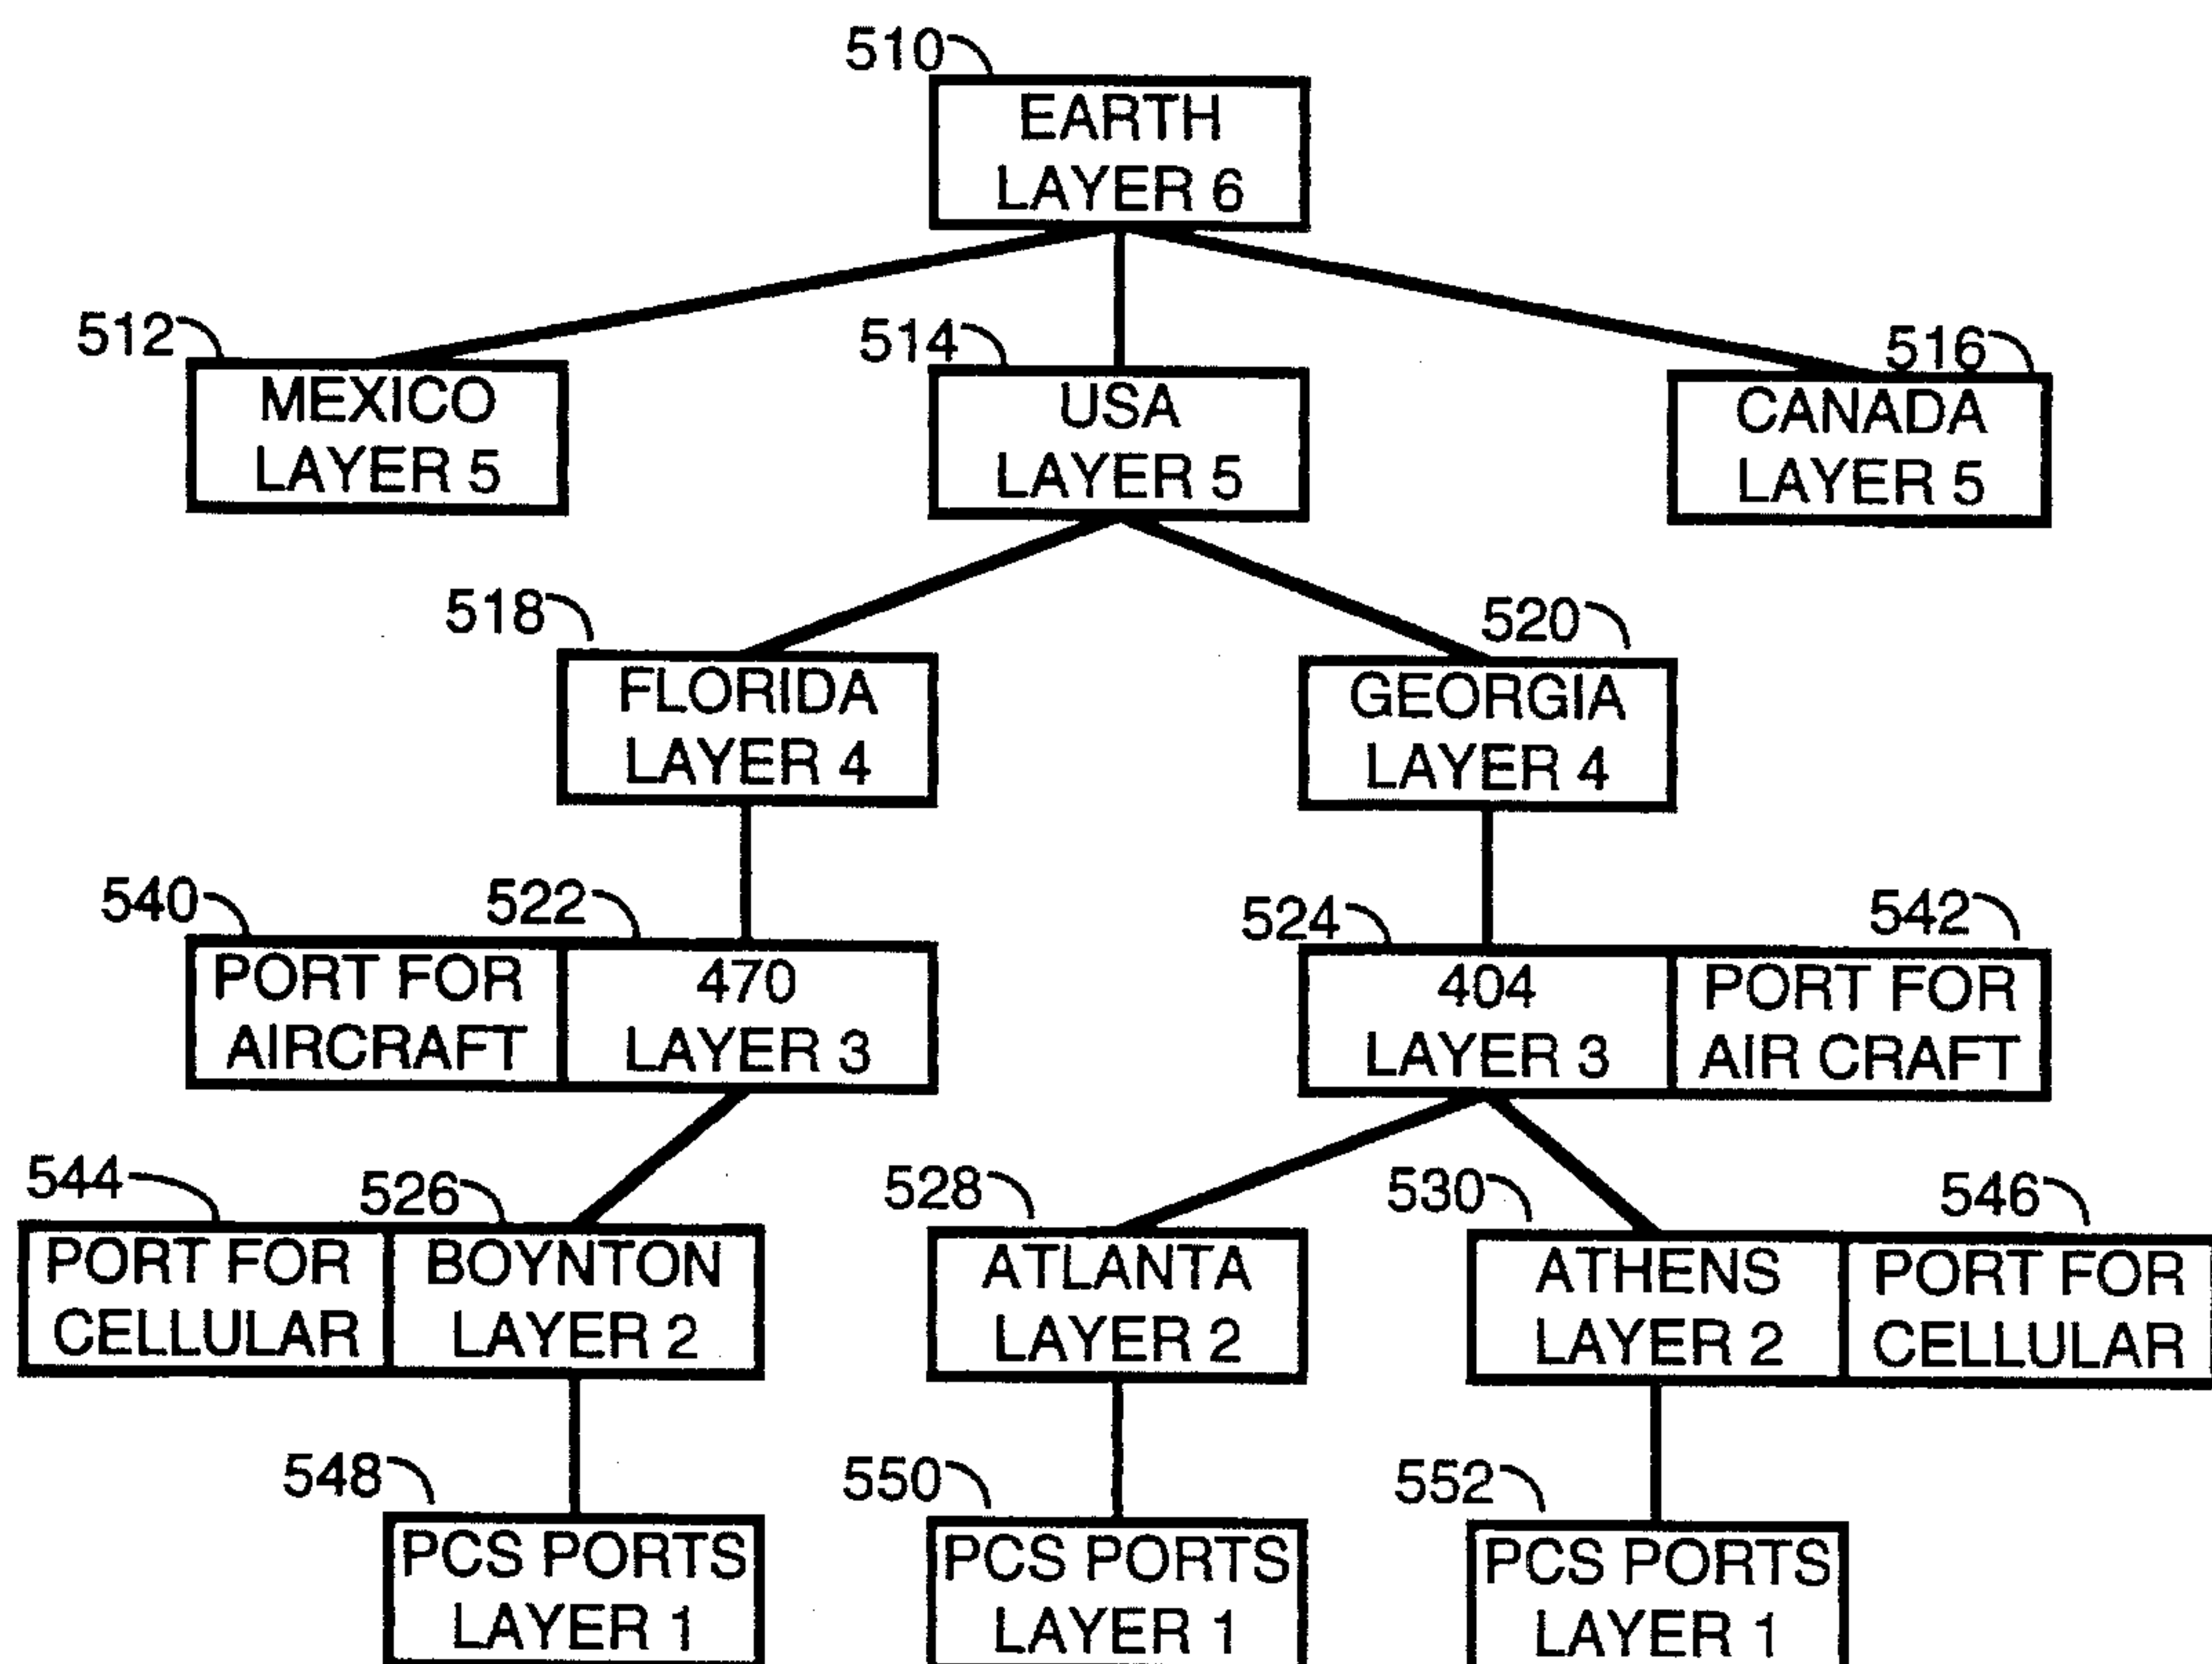 510
EARTH
LAYER 6
512
514
516
MEXICO
LAYER 5
USA
LAYER 5
CANADA
LAYER 5
518
520
FLORIDA
LAYER 4
GEORGIA
LAYER 4
540
522
524
542
PORT FOR
AIRCRAFT
470
LAYER 3
404
LAYER 3
PORT FOR
AIR CRAFT
544
526
528
530
546
PORT FOR
CELLULAR
BOYNTON
LAYER 2
ATLANTA
LAYER 2
ATHENS
LAYER 2
PORT FOR
CELLULAR
548
550
552
PCS PORTS
LAYER 1
PCS PORTS
LAYER 1
PCS PORTS
LAYER 1